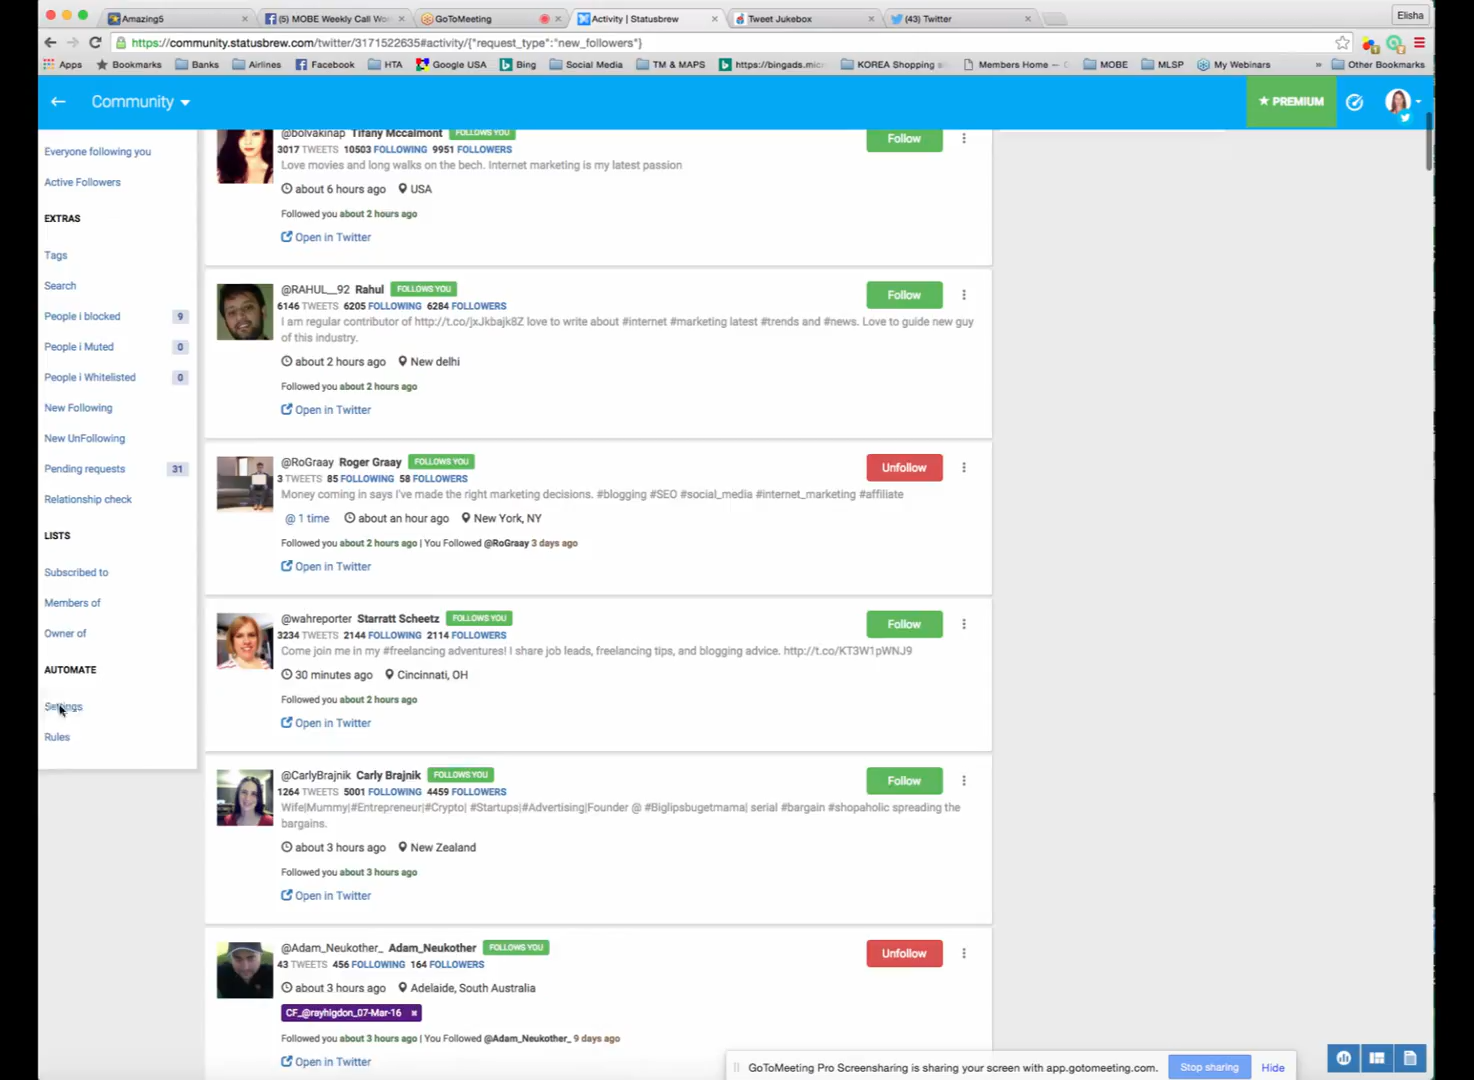 Amazing5
(5) MOBE Weekly Call Wo
GoToMeeting
Activity | Statusbrew
Tweet Jukebox
(43) Twitter
Elisha
https://community.statusbrew.com/twitter/3171522635#activity/{"request_type":"new_followers"}
Apps Bookmarks Banks Airlines Facebook HTA Google USA Bing Social Media TM & MAPS https://bingads.mic KOREA Shopping Members Home – MOBE MLSP My Webinars » Other Bookmarks
Community
★ PREMIUM
Everyone following you
Active Followers
EXTRAS
Tags
Search
People i blocked 9
People i Muted 0
People i Whitelisted 0
New Following
New UnFollowing
Pending requests 31
Relationship check
LISTS
Subscribed to
Members of
Owner of
AUTOMATE
Settings
Rules
@bolvakinap Tifany Mccalmont FOLLOWS YOU
Follow
3017 TWEETS 10503 FOLLOWING 9951 FOLLOWERS
Love movies and long walks on the bech. Internet marketing is my latest passion
about 6 hours ago USA
Followed you about 2 hours ago
Open in Twitter
@RAHUL__92 Rahul FOLLOWS YOU
Follow
6146 TWEETS 6205 FOLLOWING 6284 FOLLOWERS
I am regular contributor of http://t.co/jxJkbajk8Z love to write about #internet #marketing latest #trends and #news. Love to guide new guy
of this industry.
about 2 hours ago New delhi
Followed you about 2 hours ago
Open in Twitter
@RoGraay Roger Graay FOLLOWS YOU
Unfollow
3 TWEETS 85 FOLLOWING 58 FOLLOWERS
Money coming in says I've made the right marketing decisions. #blogging #SEO #social_media #internet_marketing #affiliate
@ 1 time about an hour ago New York, NY
Followed you about 2 hours ago | You Followed @RoGraay 3 days ago
Open in Twitter
@wahreporter Starratt Scheetz FOLLOWS YOU
Follow
3234 TWEETS 2144 FOLLOWING 2114 FOLLOWERS
Come join me in my #freelancing adventures! I share job leads, freelancing tips, and blogging advice. http://t.co/KT3W1pWNJ9
30 minutes ago Cincinnati, OH
Followed you about 2 hours ago
Open in Twitter
@CarlyBrajnik Carly Brajnik FOLLOWS YOU
Follow
1264 TWEETS 5001 FOLLOWING 4459 FOLLOWERS
Wife|Mummy|#Entrepreneur|#Crypto| #Startups|#Advertising|Founder @ #Biglipsbugetmama| serial #bargain #shopaholic spreading the
bargains.
about 3 hours ago New Zealand
Followed you about 3 hours ago
Open in Twitter
@Adam_Neukother_ Adam_Neukother FOLLOWS YOU
Unfollow
43 TWEETS 456 FOLLOWING 164 FOLLOWERS
about 3 hours ago Adelaide, South Australia
CF_@rayhigdon_07-Mar-16 ×
Followed you about 3 hours ago | You Followed @Adam_Neukother_ 9 days ago
Open in Twitter
GoToMeeting Pro Screensharing is sharing your screen with app.gotomeeting.com. Stop sharing Hide